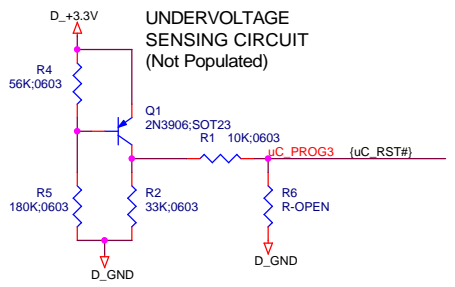 D_+3.3V
UNDERVOLTAGE
SENSING CIRCUIT
(Not Populated)
R4
56K;0603
Q1
2N3906;SOT23
R1 10K;0603
uC_PROG3 {uC_RST#}
R5
180K;0603
R2
33K;0603
R6
R-OPEN
D_GND
D_GND